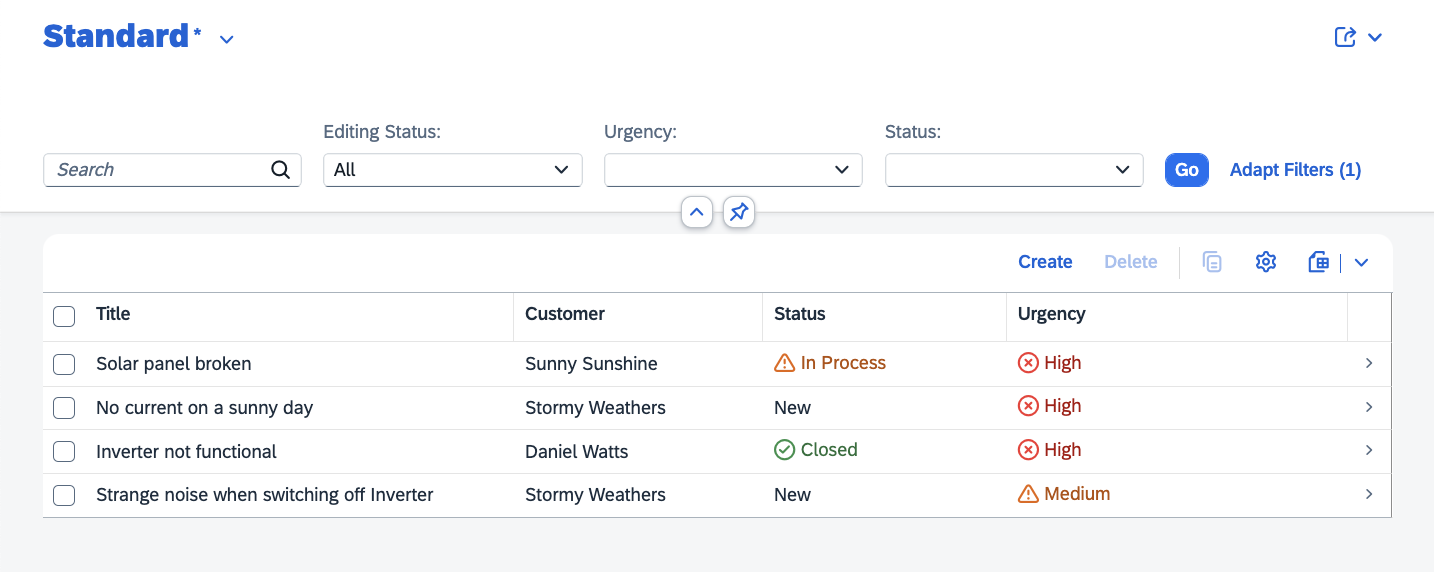 Standard*
Editing Status: Urgency: Status:
Search All Go Adapt Filters (1)
Create Delete
Title Customer Status Urgency
Solar panel broken Sunny Sunshine In Process High
No current on a sunny day Stormy Weathers New High
Inverter not functional Daniel Watts Closed High
Strange noise when switching off Inverter Stormy Weathers New Medium